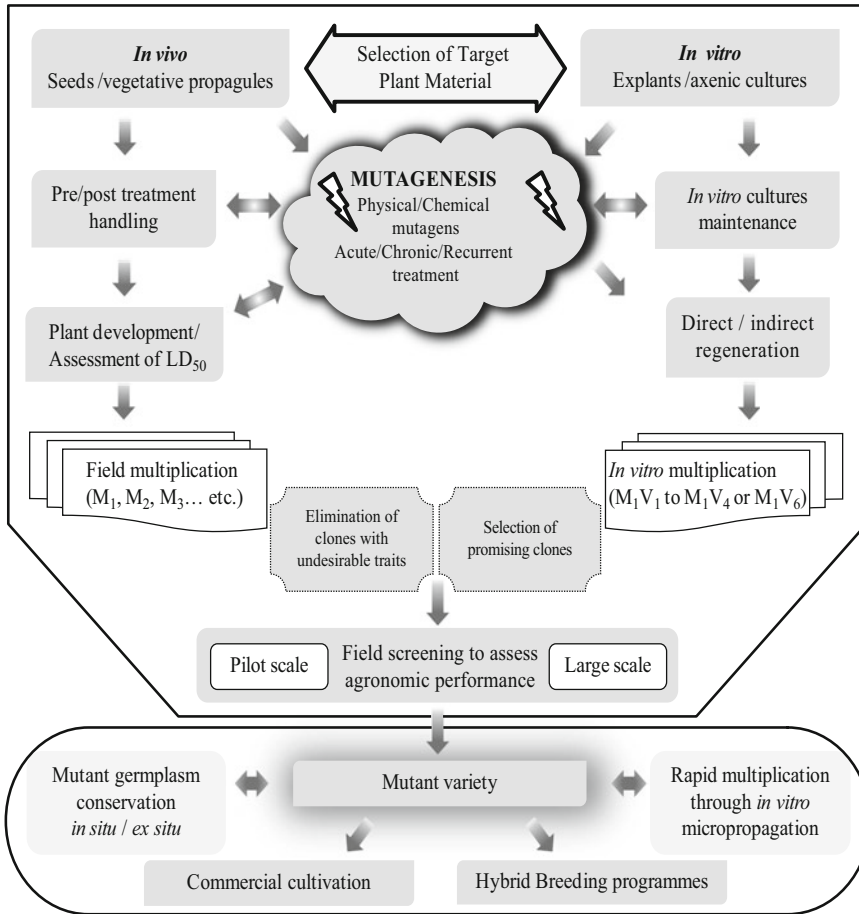 In vivo
Seeds /vegetative propagules
Selection of Target
Plant Material
In vitro
Explants /axenic cultures
Pre/post treatment
handling
MUTAGENESIS
Physical/Chemical
mutagens
Acute/Chronic/Recurrent
treatment
In vitro cultures
maintenance
Plant development/
Assessment of LD50
Direct / indirect
regeneration
Field multiplication
(M1, M2, M3... etc.)
In vitro multiplication
(M1V1 to M1V4 or M1V6)
Elimination of
clones with
undesirable traits
Selection of
promising clones
Pilot scale
Field screening to assess
agronomic performance
Large scale
Mutant germplasm
conservation
in situ / ex situ
Mutant variety
Rapid multiplication
through in vitro
micropropagation
Commercial cultivation
Hybrid Breeding programmes